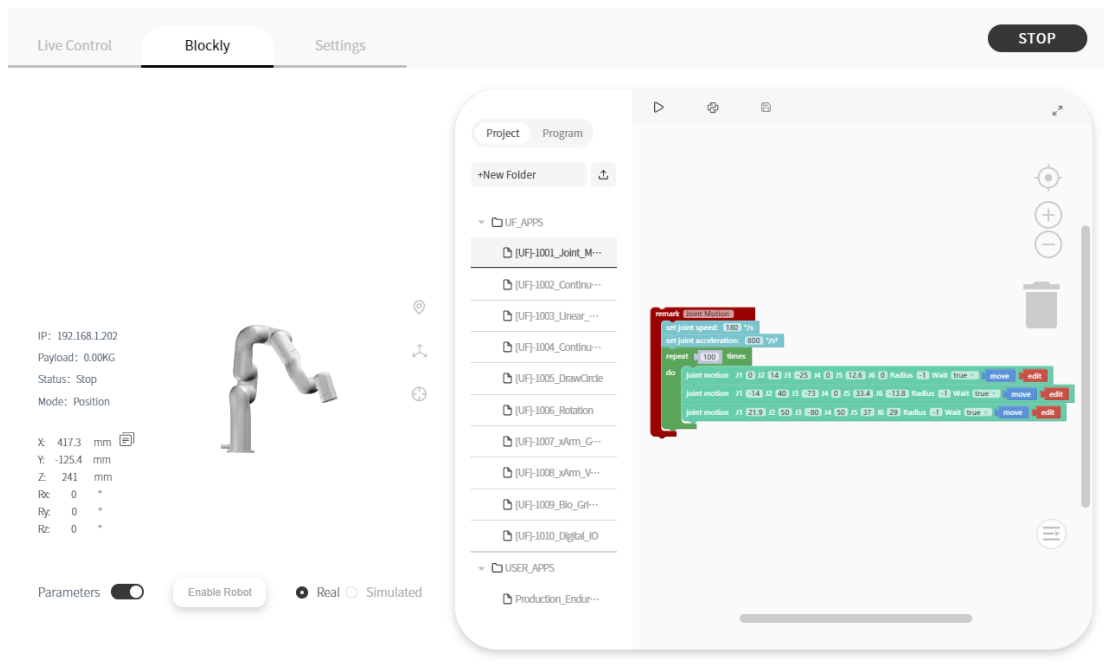 Live Control Blockly Settings STOP
Project Program
+New Folder
UF_APPS
[UF]-1001_Joint_M···
[UF]-1002_Continu···
[UF]-1003_Linear_···
[UF]-1004_Continu···
[UF]-1005_DrawCircle
[UF]-1006_Rotation
[UF]-1007_xArm_G···
[UF]-1008_xArm_V···
[UF]-1009_Bio_Gri···
[UF]-1010_Digital_IO
USER_APPS
Production_Endur···
remark Joint Motion
set joint speed: 180 °/s
set joint acceleration: 800 °/s²
repeat 100 times
do joint motion J1 0 J2 14 J3 -25 J4 0 J5 12.6 J6 0 Radius -1 Wait true move edit
joint motion J1 -14 J2 40 J3 -73 J4 0 J5 33.4 J6 -13.8 Radius -1 Wait true move edit
joint motion J1 21.9 J2 50 J3 -80 J4 50 J5 37 J6 29 Radius -1 Wait true move edit
IP: 192.168.1.202
Payload: 0.00KG
Status: Stop
Mode: Position
X: 417.3 mm
Y: -125.4 mm
Z: 241 mm
Rx: 0 °
Ry: 0 °
Rz: 0 °
Parameters Enable Robot Real Simulated